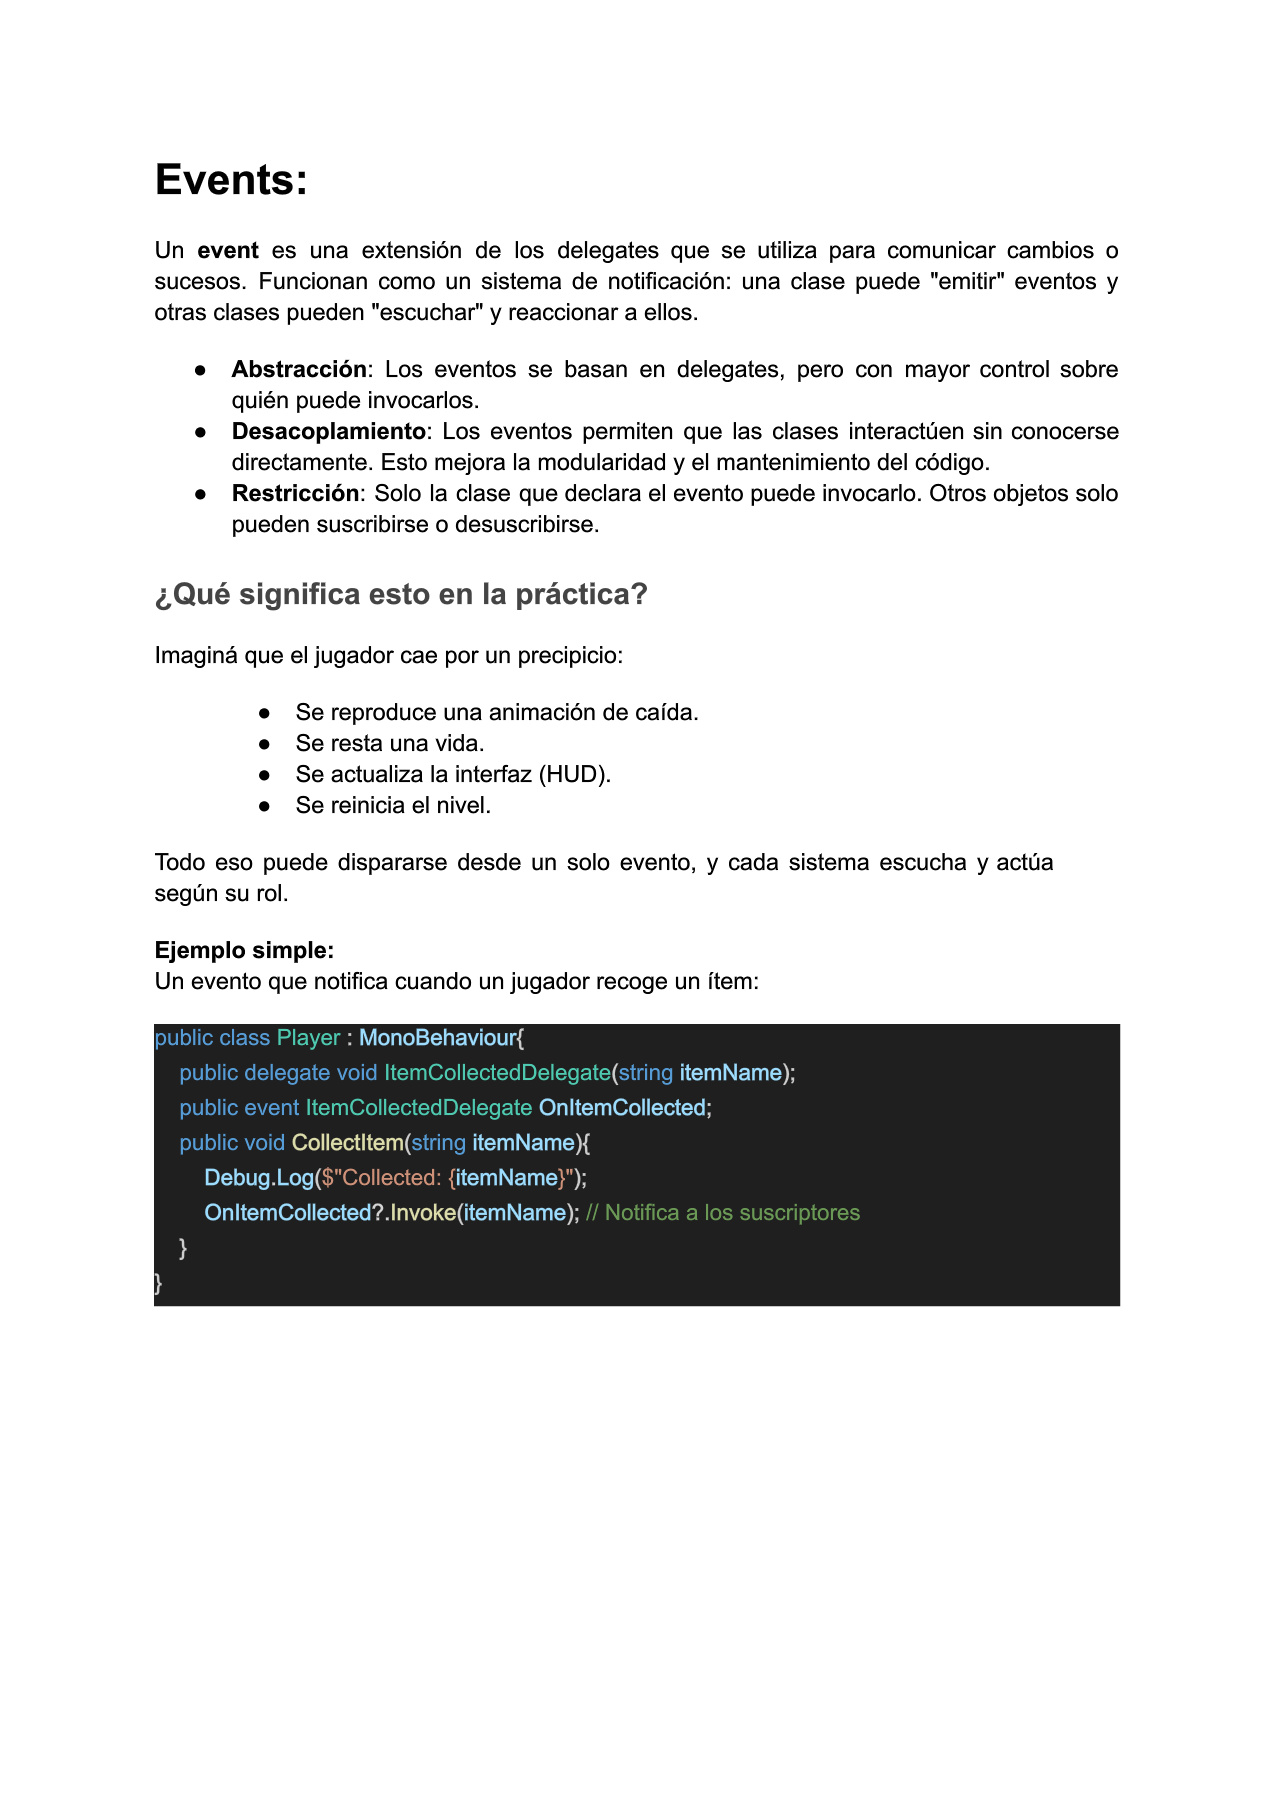 Events:
Un event es una extensión de los delegates que se utiliza para comunicar cambios o
sucesos. Funcionan como un sistema de notificación: una clase puede "emitir" eventos y
otras clases pueden "escuchar" y reaccionar a ellos.
● Abstracción: Los eventos se basan en delegates, pero con mayor control sobre
quién puede invocarlos.
● Desacoplamiento: Los eventos permiten que las clases interactúen sin conocerse
directamente. Esto mejora la modularidad y el mantenimiento del código.
● Restricción: Solo la clase que declara el evento puede invocarlo. Otros objetos solo
pueden suscribirse o desuscribirse.
¿Qué significa esto en la práctica?
Imaginá que el jugador cae por un precipicio:
● Se reproduce una animación de caída.
● Se resta una vida.
● Se actualiza la interfaz (HUD).
● Se reinicia el nivel.
Todo eso puede dispararse desde un solo evento, y cada sistema escucha y actúa
según su rol.
Ejemplo simple:
Un evento que notifica cuando un jugador recoge un ítem:
public class Player : MonoBehaviour{
    public delegate void ItemCollectedDelegate(string itemName);
    public event ItemCollectedDelegate OnItemCollected;
    public void CollectItem(string itemName){
        Debug.Log($"Collected: {itemName}");
        OnItemCollected?.Invoke(itemName); // Notifica a los suscriptores
    }
}